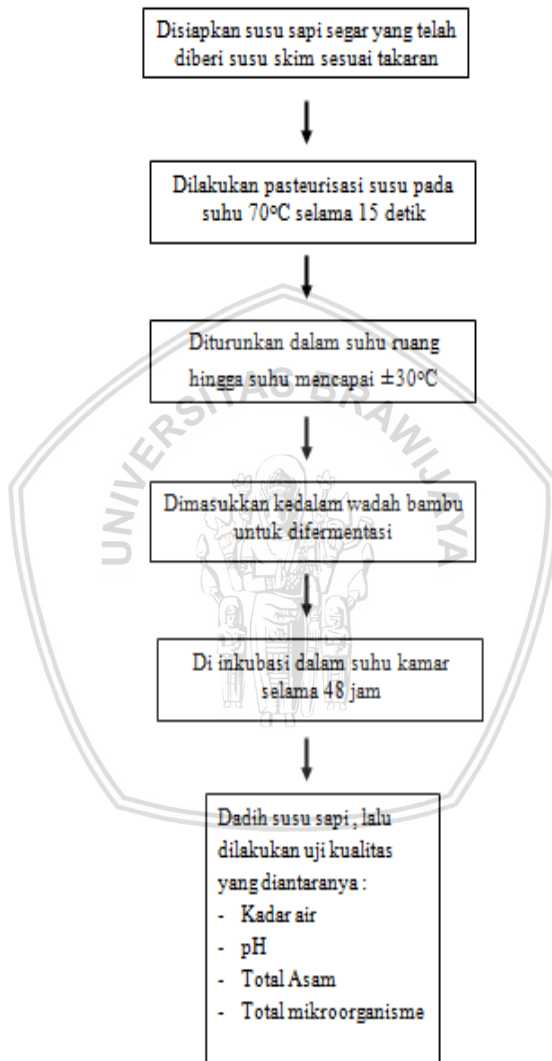 Disiapkan susu sapi segar yang telah
diberi susu skim sesuai takaran
Dilakukan pasteurisasi susu pada
suhu 70°C selama 15 detik
Diturunkan dalam suhu ruang
hingga suhu mencapai ±30°C
UNIVERSITAS BRAWIJAYA
Dimasukkan kedalam wadah bambu
untuk difermentasi
Di inkubasi dalam suhu kamar
selama 48 jam
Dadih susu sapi , lalu
dilakukan uji kualitas
yang diantaranya :
- Kadar air
- pH
- Total Asam
- Total mikroorganisme